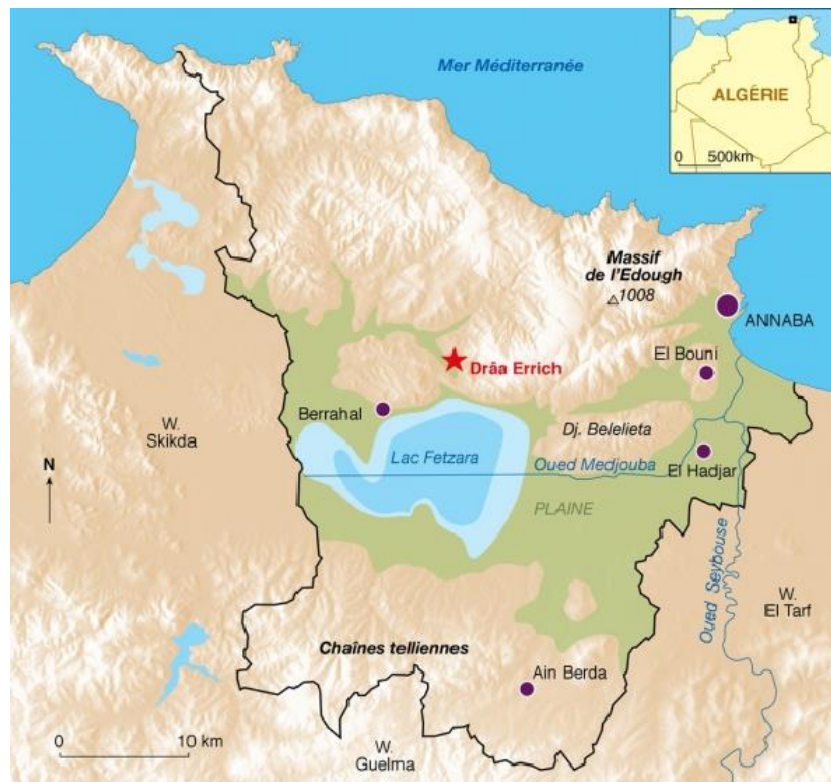 Mer Méditerranée
ALGÉRIE
0 500km
Massif
de l'Edough
1008
ANNABA
El Bouni
Drâa Errich
Berrahal
Dj. Belelieta
W.
Skikda
Lac Fetzara
Oued Medjouba
El Hadjar
N
PLAINE
Oued Seybouse
W.
El Tarf
Chaînes telliennes
Ain Berda
0 10 km
W.
Guelma